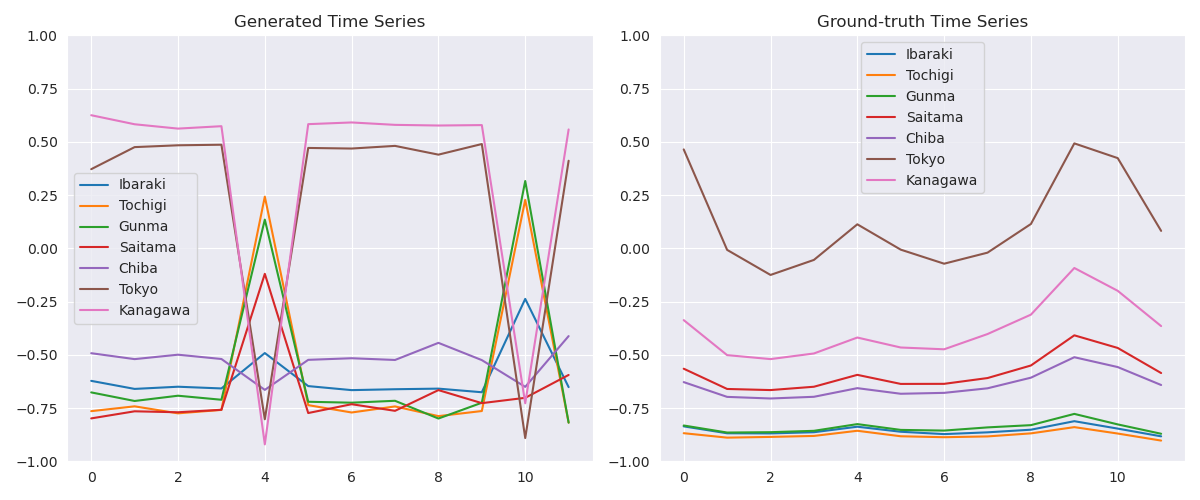 Generated Time Series
1.00
0.75
0.50
0.25
0.00
−0.25
−0.50
−0.75
−1.00
0 2 4 6 8 10
Ibaraki
Tochigi
Gunma
Saitama
Chiba
Tokyo
Kanagawa
Ground-truth Time Series
1.00
0.75
0.50
0.25
0.00
−0.25
−0.50
−0.75
−1.00
0 2 4 6 8 10
Ibaraki
Tochigi
Gunma
Saitama
Chiba
Tokyo
Kanagawa